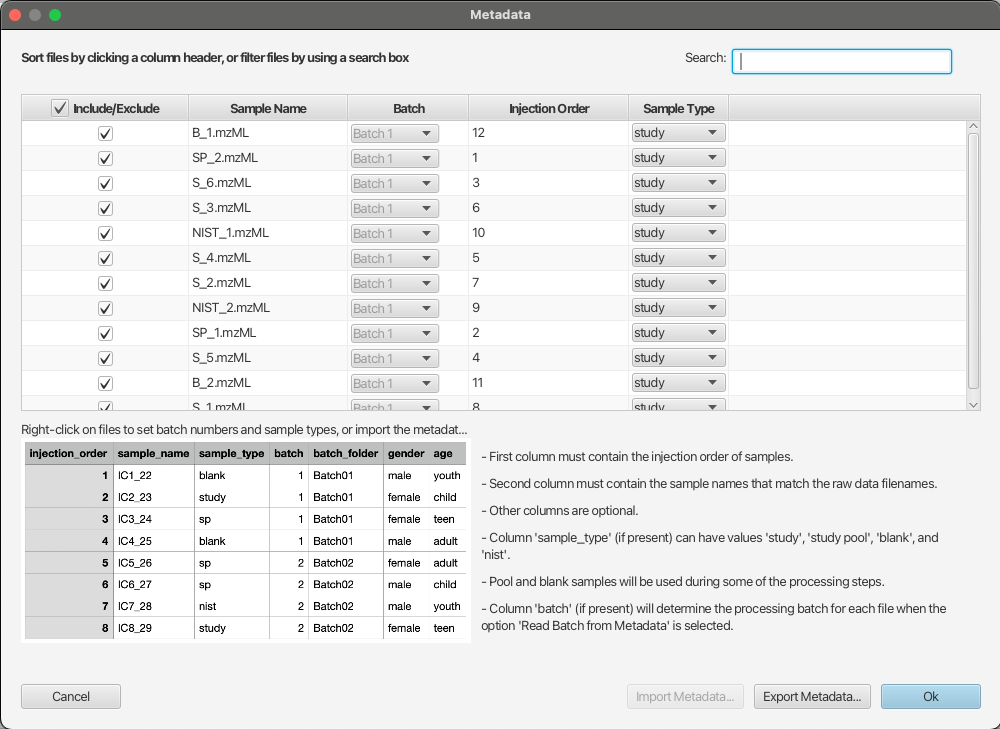 Metadata
Sort files by clicking a column header, or filter files by using a search box
Search:
Include/Exclude Sample Name Batch Injection Order Sample Type
B_1.mzML Batch 1 12 study
SP_2.mzML Batch 1 1 study
S_6.mzML Batch 1 3 study
S_3.mzML Batch 1 6 study
NIST_1.mzML Batch 1 10 study
S_4.mzML Batch 1 5 study
S_2.mzML Batch 1 7 study
NIST_2.mzML Batch 1 9 study
SP_1.mzML Batch 1 2 study
S_5.mzML Batch 1 4 study
B_2.mzML Batch 1 11 study
S_1.mzML Batch 1 8 study
Right-click on files to set batch numbers and sample types, or import the metadat...
injection_order sample_name sample_type batch batch_folder gender age
1 IC1_22 blank 1 Batch01 male youth
2 IC2_23 study 1 Batch01 female child
3 IC3_24 sp 1 Batch01 female teen
4 IC4_25 blank 1 Batch01 male adult
5 IC5_26 sp 2 Batch02 female adult
6 IC6_27 sp 2 Batch02 male child
7 IC7_28 nist 2 Batch02 male youth
8 IC8_29 study 2 Batch02 female teen
- First column must contain the injection order of samples.
- Second column must contain the sample names that match the raw data filenames.
- Other columns are optional.
- Column 'sample_type' (if present) can have values 'study', 'study pool', 'blank', and
'nist'.
- Pool and blank samples will be used during some of the processing steps.
- Column 'batch' (if present) will determine the processing batch for each file when the
option 'Read Batch from Metadata' is selected.
Cancel Import Metadata... Export Metadata... Ok